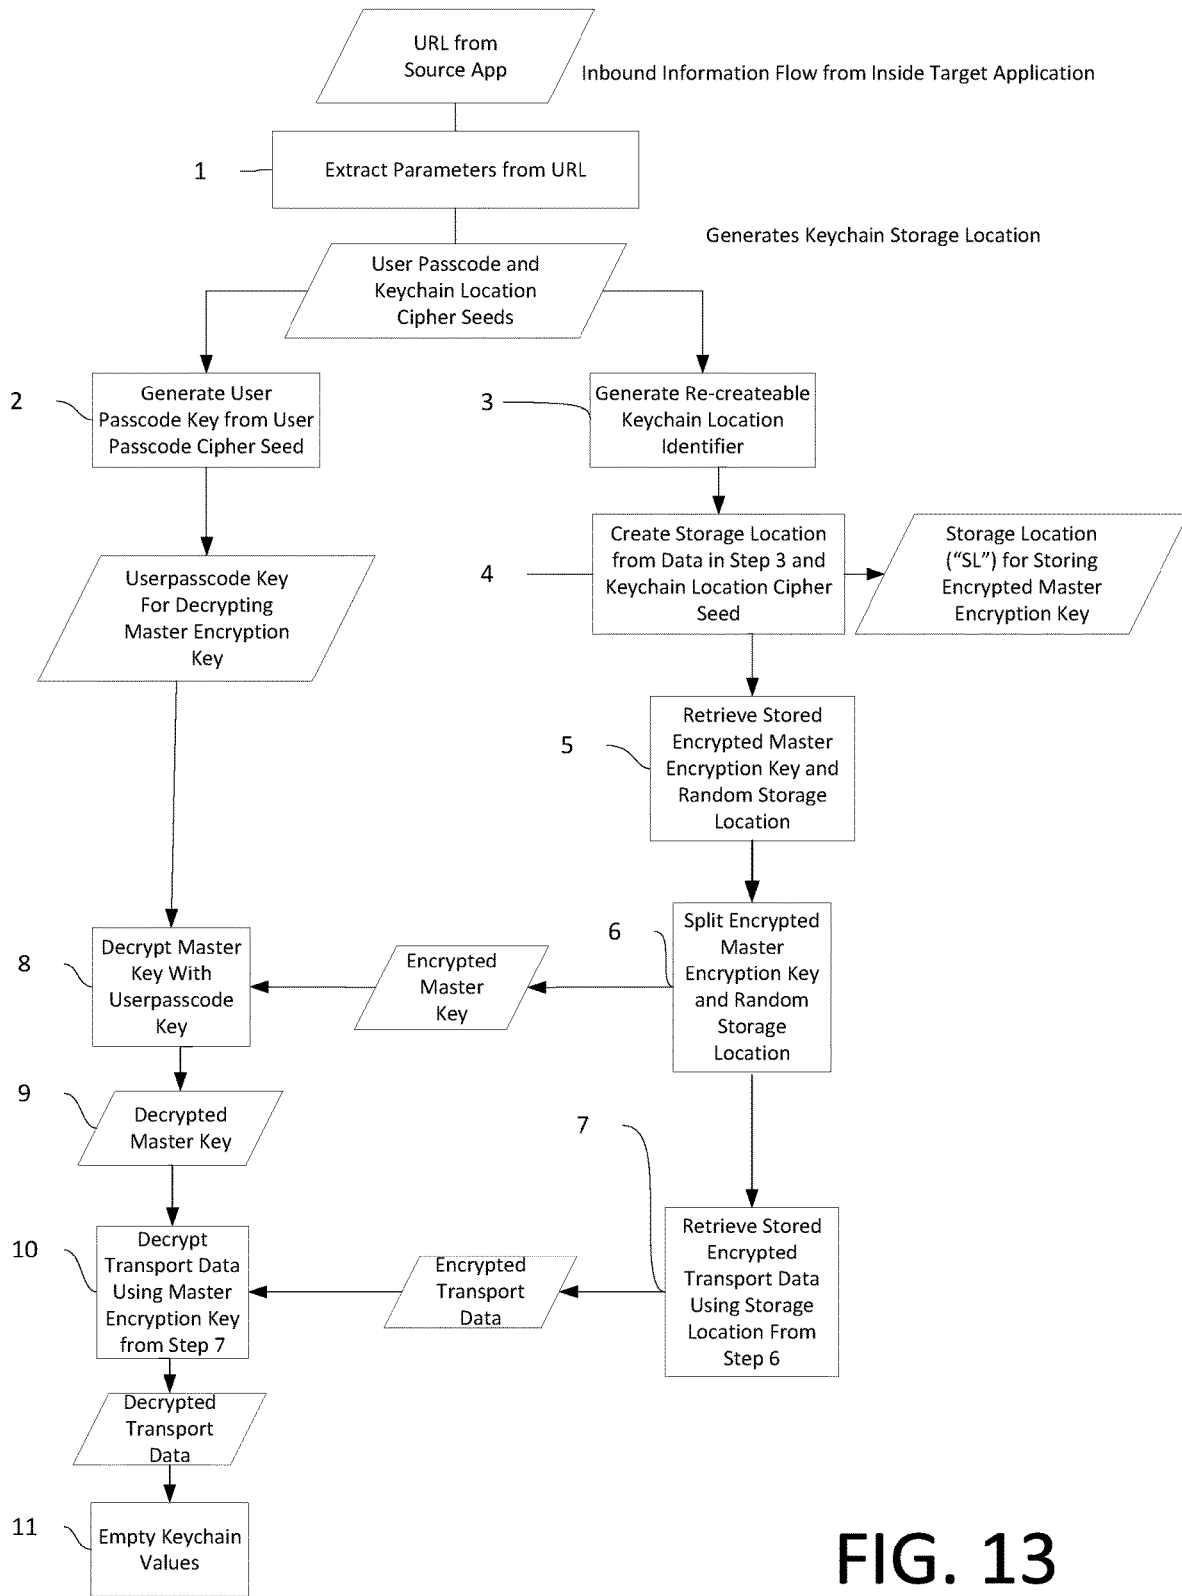 URL from
Source App
Inbound Information Flow from Inside Target Application
1
Extract Parameters from URL
Generates Keychain Storage Location
User Passcode and
Keychain Location
Cipher Seeds
2
Generate User
Passcode Key from User
Passcode Cipher Seed
3
Generate Re-createable
Keychain Location
Identifier
4
Create Storage Location
from Data in Step 3 and
Keychain Location Cipher
Seed
Storage Location
(“SL”) for Storing
Encrypted Master
Encryption Key
Userpasscode Key
For Decrypting
Master Encryption
Key
5
Retrieve Stored
Encrypted Master
Encryption Key and
Random Storage
Location
6
Split Encrypted
Master
Encryption Key
and Random
Storage
Location
8
Decrypt Master
Key With
Userpasscode
Key
Encrypted
Master
Key
9
Decrypted
Master Key
7
Retrieve Stored
Encrypted
Transport Data
Using Storage
Location From
Step 6
10
Decrypt
Transport Data
Using Master
Encryption Key
from Step 7
Encrypted
Transport
Data
Decrypted
Transport
Data
11
Empty Keychain
Values
FIG. 13